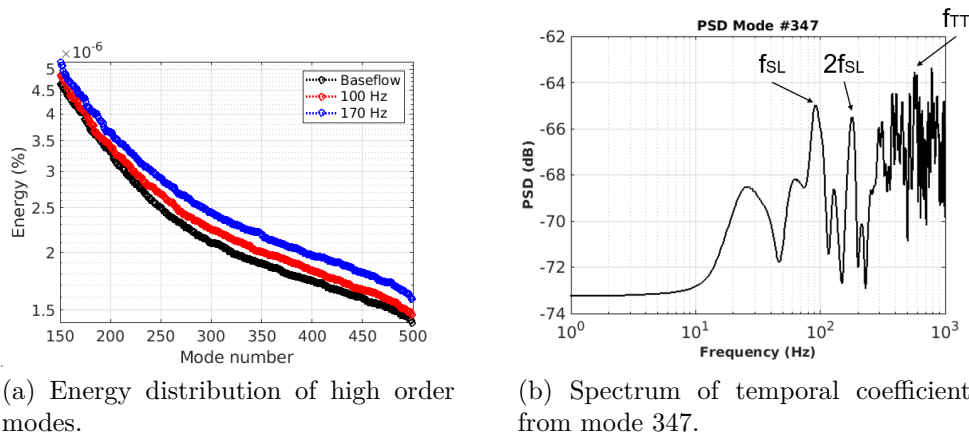 ×10⁻⁶
5
4.5
4
3.5
3
2.5
2
1.5
Energy (%)
150 200 250 300 350 400 450 500
Mode number
Baseflow
100 Hz
170 Hz
(a) Energy distribution of high order
modes.
PSD Mode #347
-62
-64
-66
-68
-70
-72
-74
PSD (dB)
10⁰ 10¹ 10² 10³
Frequency (Hz)
fSL
2fSL
fTT
(b) Spectrum of temporal coefficient
from mode 347.